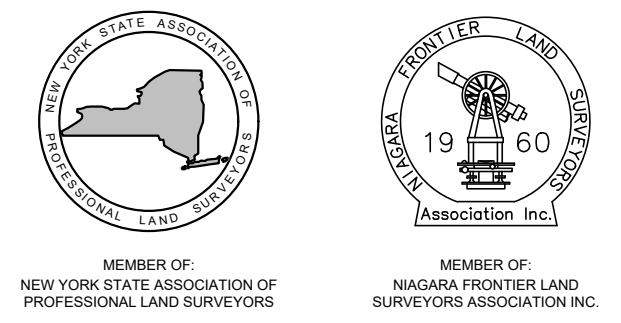 NEW YORK STATE ASSOCIATION OF
PROFESSIONAL LAND SURVEYORS
MEMBER OF:
NEW YORK STATE ASSOCIATION OF
PROFESSIONAL LAND SURVEYORS
NIAGARA FRONTIER LAND SURVEYORS
19 60
Association Inc.
MEMBER OF:
NIAGARA FRONTIER LAND
SURVEYORS ASSOCIATION INC.